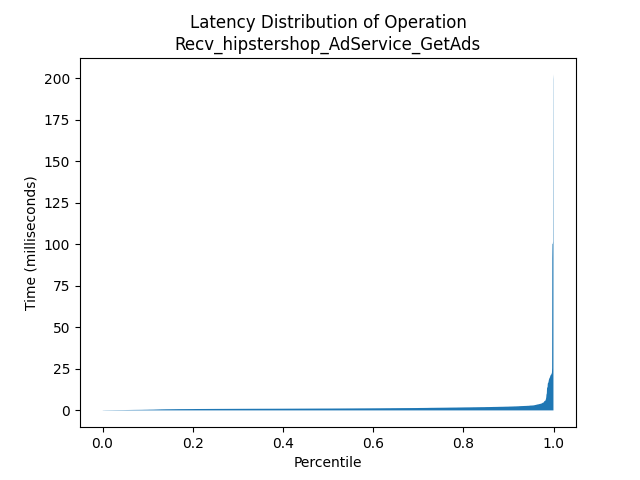 Latency Distribution of Operation
Recv_hipstershop_AdService_GetAds
200
175
150
125
100
75
50
25
0
Time (milliseconds)
0.0 0.2 0.4 0.6 0.8 1.0
Percentile